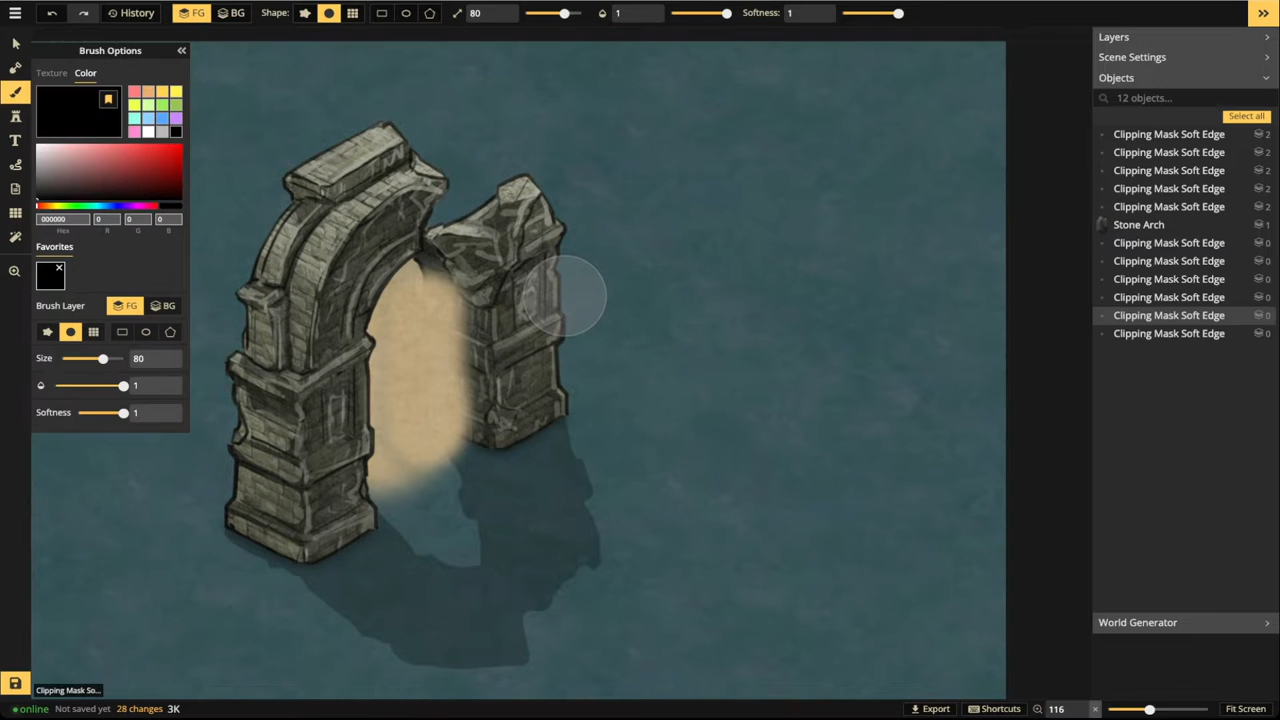 History FG BG Shape: 80 1 Softness: 1
Brush Options
Texture Color
000000 0 0 0
Hex R G B
Favorites
Brush Layer FG BG
Size 80
1
Softness 1
Layers
Scene Settings
Objects
12 objects...
Select all
Clipping Mask Soft Edge 2
Clipping Mask Soft Edge 2
Clipping Mask Soft Edge 2
Clipping Mask Soft Edge 2
Clipping Mask Soft Edge 2
Stone Arch 1
Clipping Mask Soft Edge 0
Clipping Mask Soft Edge 0
Clipping Mask Soft Edge 0
Clipping Mask Soft Edge 0
Clipping Mask Soft Edge 0
Clipping Mask Soft Edge 0
World Generator
Clipping Mask So...
online Not saved yet 28 changes 3K Export Shortcuts 116 Fit Screen